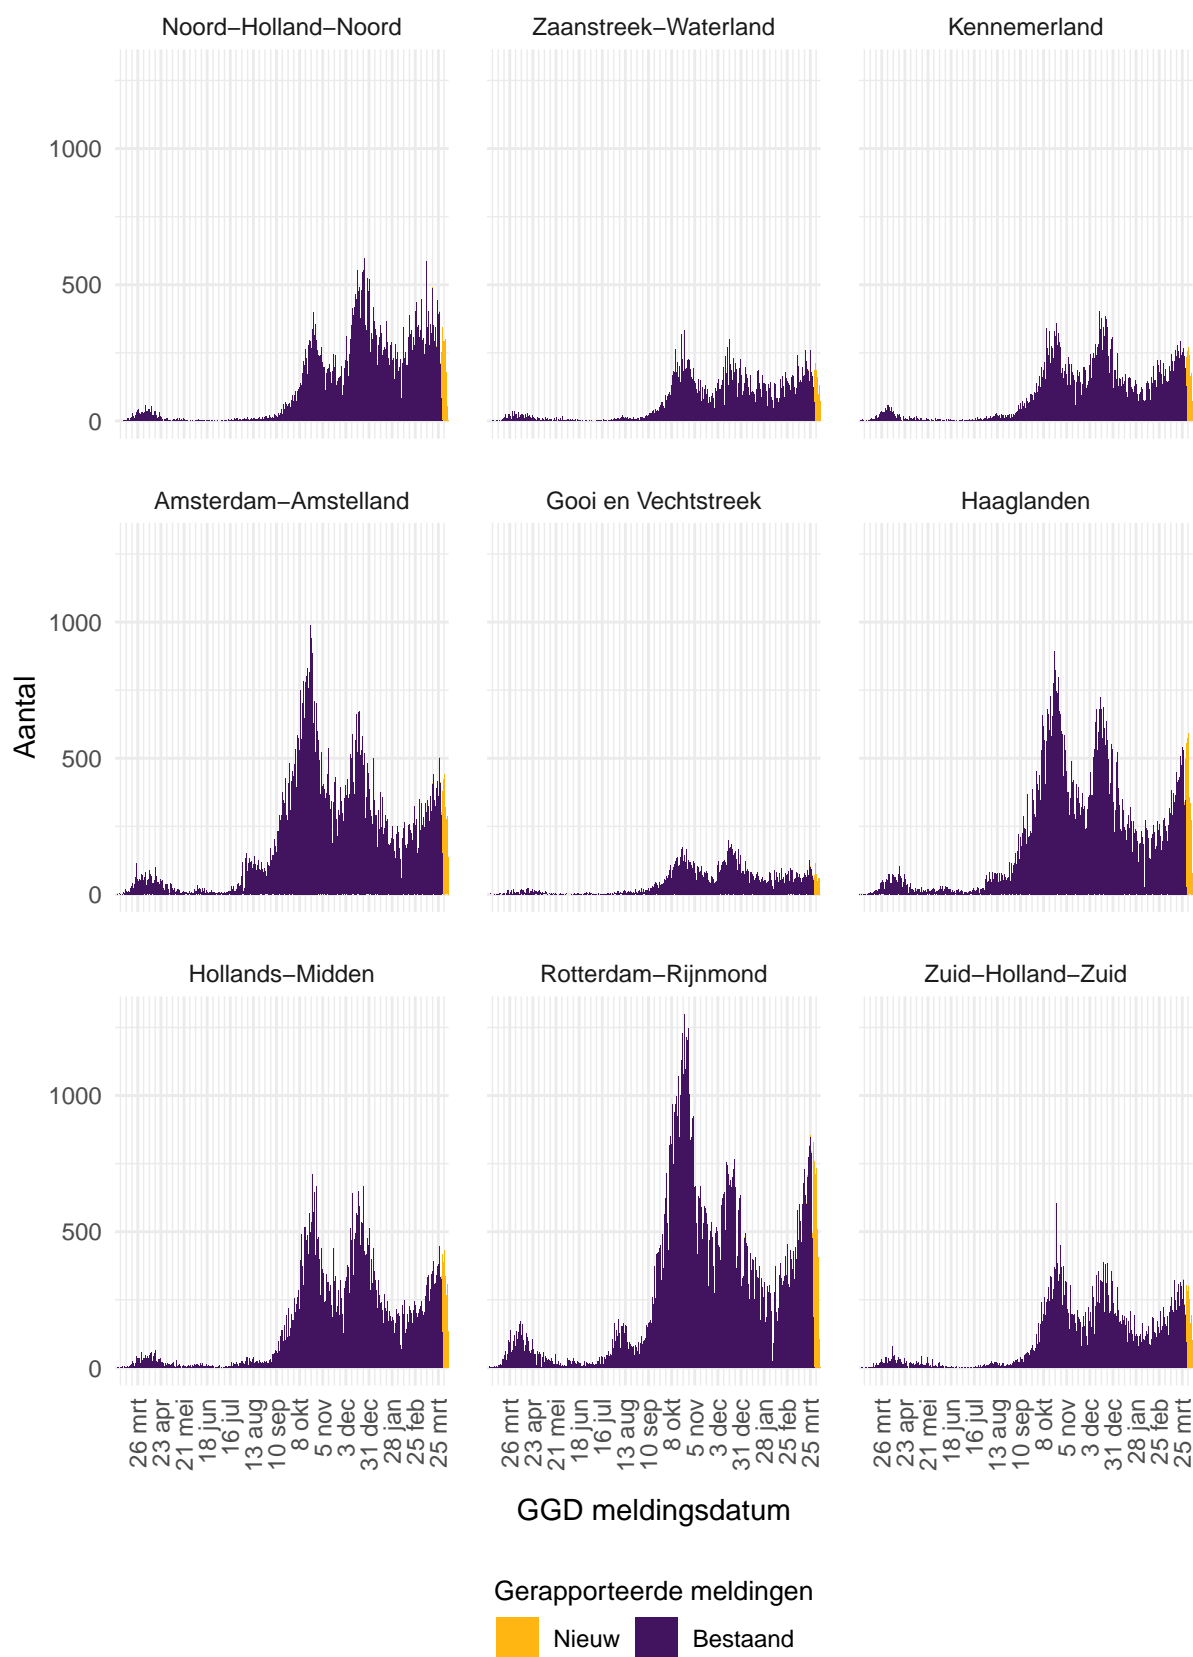 Noord−Holland−Noord Zaanstreek−Waterland Kennemerland
1000
500
0
Amsterdam−Amstelland Gooi en Vechtstreek Haaglanden
1000
500
0
Aantal
Hollands−Midden Rotterdam−Rijnmond Zuid−Holland−Zuid
1000
500
0
26 mrt 23 apr 21 mei 18 jun 16 jul 13 aug 10 sep 8 okt 5 nov 3 dec 31 dec 28 jan 25 feb 25 mrt
26 mrt 23 apr 21 mei 18 jun 16 jul 13 aug 10 sep 8 okt 5 nov 3 dec 31 dec 28 jan 25 feb 25 mrt
26 mrt 23 apr 21 mei 18 jun 16 jul 13 aug 10 sep 8 okt 5 nov 3 dec 31 dec 28 jan 25 feb 25 mrt
GGD meldingsdatum
Gerapporteerde meldingen
Nieuw Bestaand